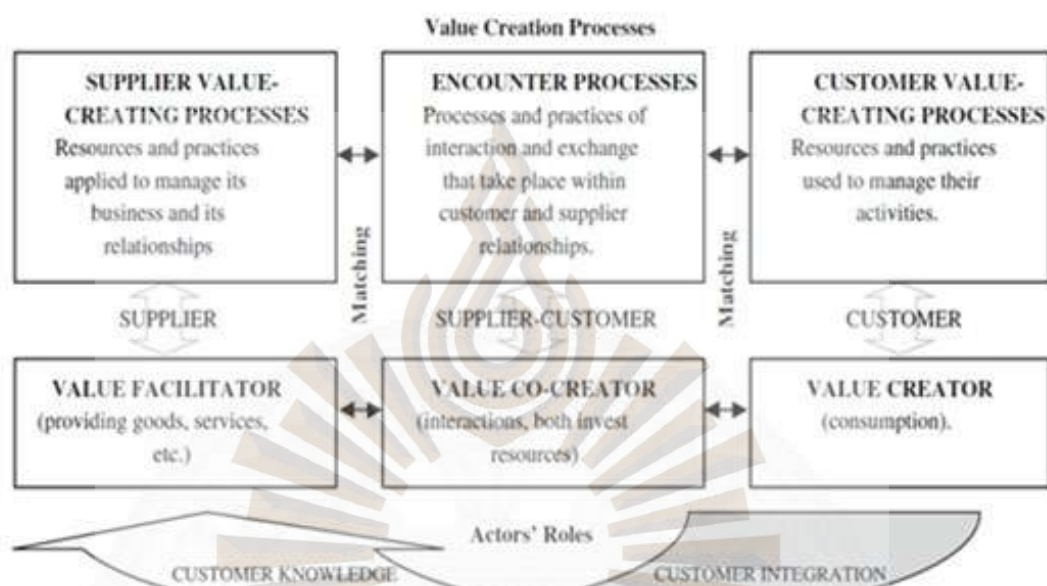 Value Creation Processes
SUPPLIER VALUE-
CREATING PROCESSES
Resources and practices
applied to manage its
business and its
relationships
Matching
ENCOUNTER PROCESSES
Processes and practices of
interaction and exchange
that take place within
customer and supplier
relationships.
Matching
CUSTOMER VALUE-
CREATING PROCESSES
Resources and practices
used to manage their
activities.
SUPPLIER
SUPPLIER-CUSTOMER
CUSTOMER
VALUE FACILITATOR
(providing goods, services,
etc.)
VALUE CO-CREATOR
(interactions, both invest
resources)
VALUE CREATOR
(consumption).
Actors' Roles
CUSTOMER KNOWLEDGE
CUSTOMER INTEGRATION